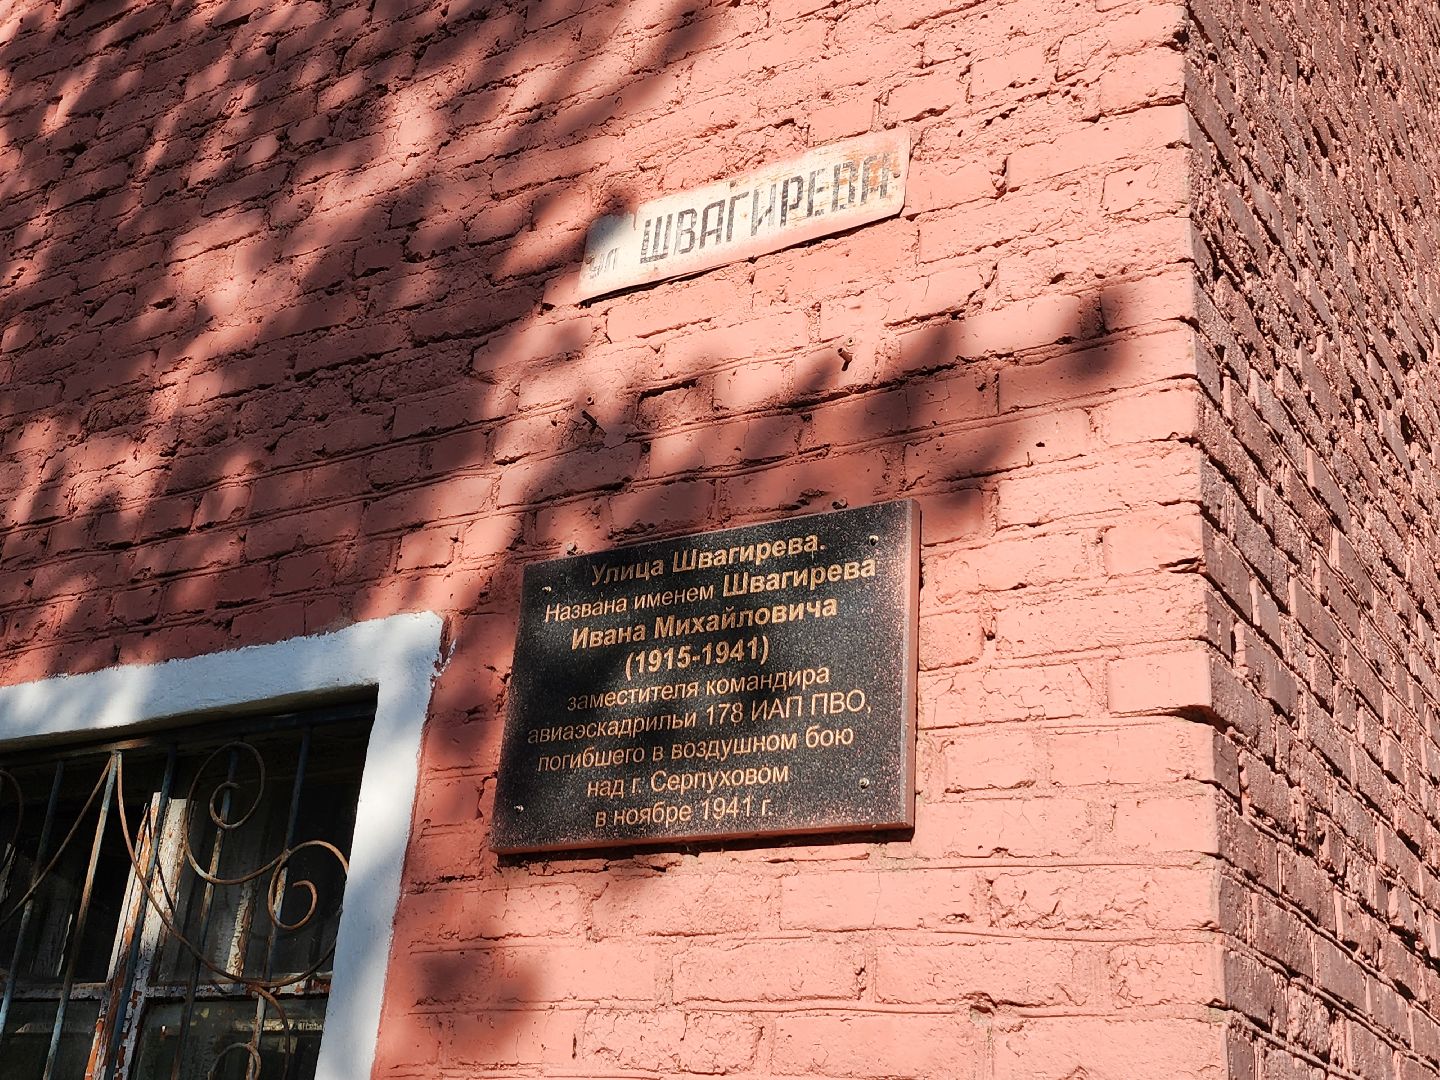 ул ШВАГИРЕВА
Улица Швагирева.
Названа именем Швагирева
Ивана Михайловича
(1915-1941)
заместителя командира
авиаэскадрильи 178 ИАП ПВО,
погибшего в воздушном бою
над г. Серпуховом
в ноябре 1941 г.